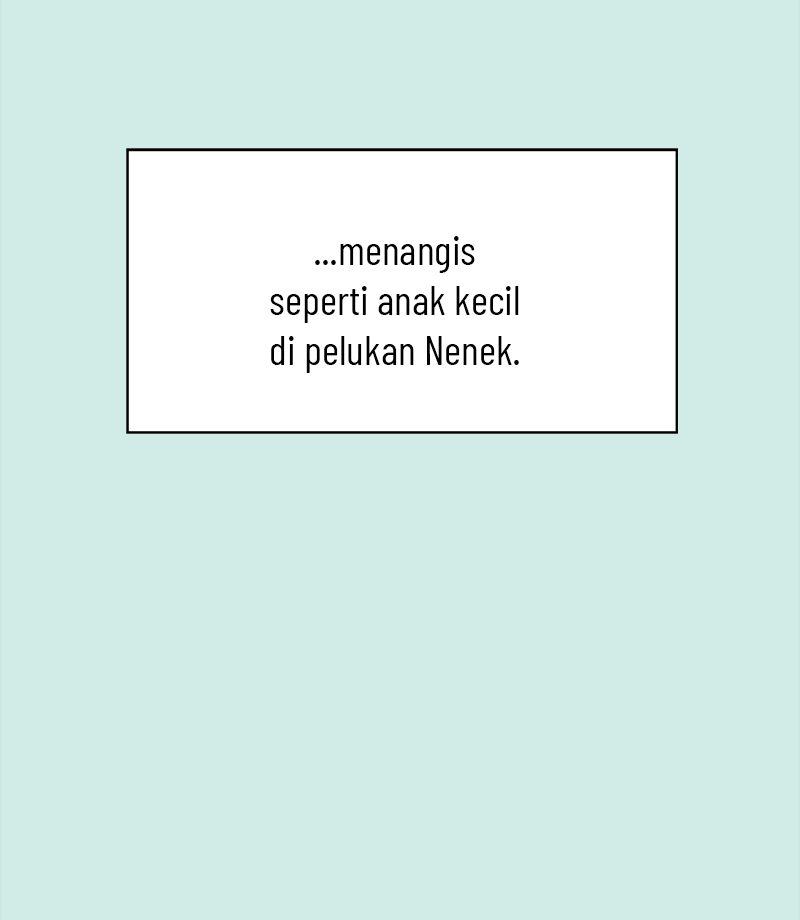 ...menangis
seperti anak kecil
di pelukan Nenek.